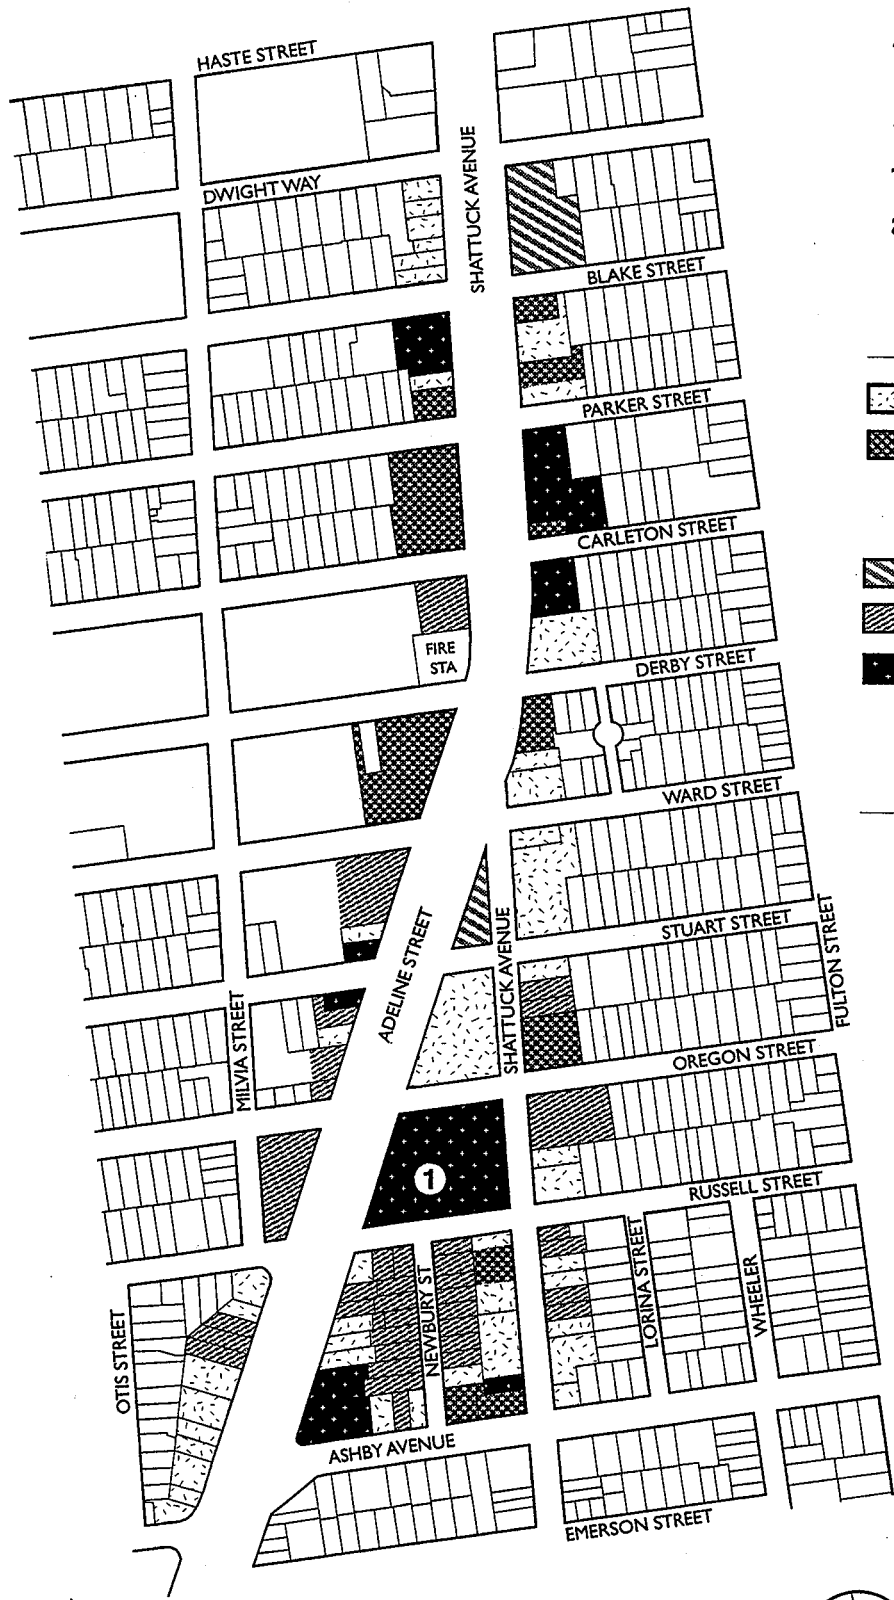 HASTE STREET
DWIGHT WAY
SHATTUCK AVENUE
BLAKE STREET
PARKER STREET
CARLETON STREET
FIRE
STA
DERBY STREET
WARD STREET
STUART STREET
FULTON STREET
ADELINE STREET
SHATTUCK AVENUE
MILVIA STREET
OREGON STREET
1
RUSSELL STREET
LORINA STREET
WHEELER
NEWBURY ST
OTIS STREET
ASHBY AVENUE
EMERSON STREET